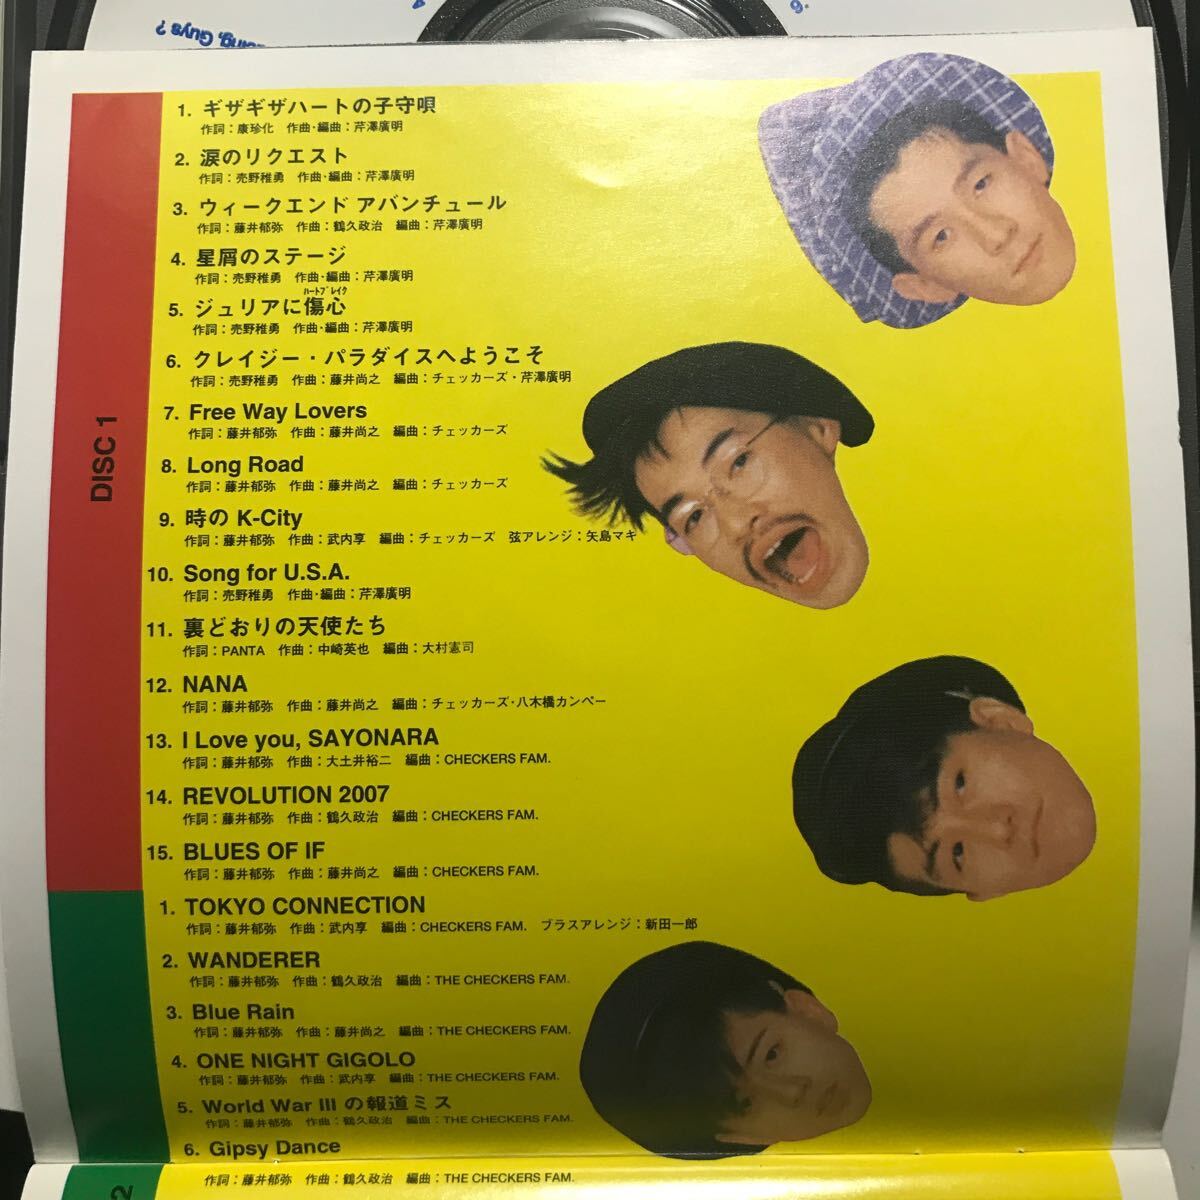 ing, Guys ?
4
6
DISC 1
1. ギザギザハートの子守唄
作詞：康珍化　作曲・編曲：芹澤廣明
2. 涙のリクエスト
作詞：売野雅勇　作曲・編曲：芹澤廣明
3. ウィークエンド アバンチュール
作詞：藤井郁弥　作曲：鶴久政治　編曲：芹澤廣明
4. 星屑のステージ
作詞：売野雅勇　作曲・編曲：芹澤廣明
ハートブレイク
5. ジュリアに傷心
作詞：売野雅勇　作曲・編曲：芹澤廣明
6. クレイジー・パラダイスへようこそ
作詞：売野雅勇　作曲：藤井尚之　編曲：チェッカーズ・芹澤廣明
7. Free Way Lovers
作詞：藤井郁弥　作曲：藤井尚之　編曲：チェッカーズ
8. Long Road
作詞：藤井郁弥　作曲：藤井尚之　編曲：チェッカーズ
9. 時の K-City
作詞：藤井郁弥　作曲：武内享　編曲：チェッカーズ　弦アレンジ：矢島マキ
10. Song for U.S.A.
作詞：売野雅勇　作曲・編曲：芹澤廣明
11. 裏どおりの天使たち
作詞：PANTA　作曲：中崎英也　編曲：大村憲司
12. NANA
作詞：藤井郁弥　作曲：藤井尚之　編曲：チェッカーズ・八木橋カンペー
13. I Love you, SAYONARA
作詞：藤井郁弥　作曲：大土井裕二　編曲：CHECKERS FAM.
14. REVOLUTION 2007
作詞：藤井郁弥　作曲：鶴久政治　編曲：CHECKERS FAM.
15. BLUES OF IF
作詞：藤井郁弥　作曲：藤井尚之　編曲：CHECKERS FAM.
1. TOKYO CONNECTION
作詞：藤井郁弥　作曲：武内享　編曲：CHECKERS FAM.　ブラスアレンジ：新田一郎
2. WANDERER
作詞：藤井郁弥　作曲：鶴久政治　編曲：THE CHECKERS FAM.
3. Blue Rain
作詞：藤井郁弥　作曲：藤井尚之　編曲：THE CHECKERS FAM.
4. ONE NIGHT GIGOLO
作詞：藤井郁弥　作曲：武内享　編曲：THE CHECKERS FAM.
5. World War III の報道ミス
作詞：藤井郁弥　作曲：鶴久政治　編曲：THE CHECKERS FAM.
6. Gipsy Dance
作詞：藤井郁弥　作曲：鶴久政治　編曲：THE CHECKERS FAM.
2